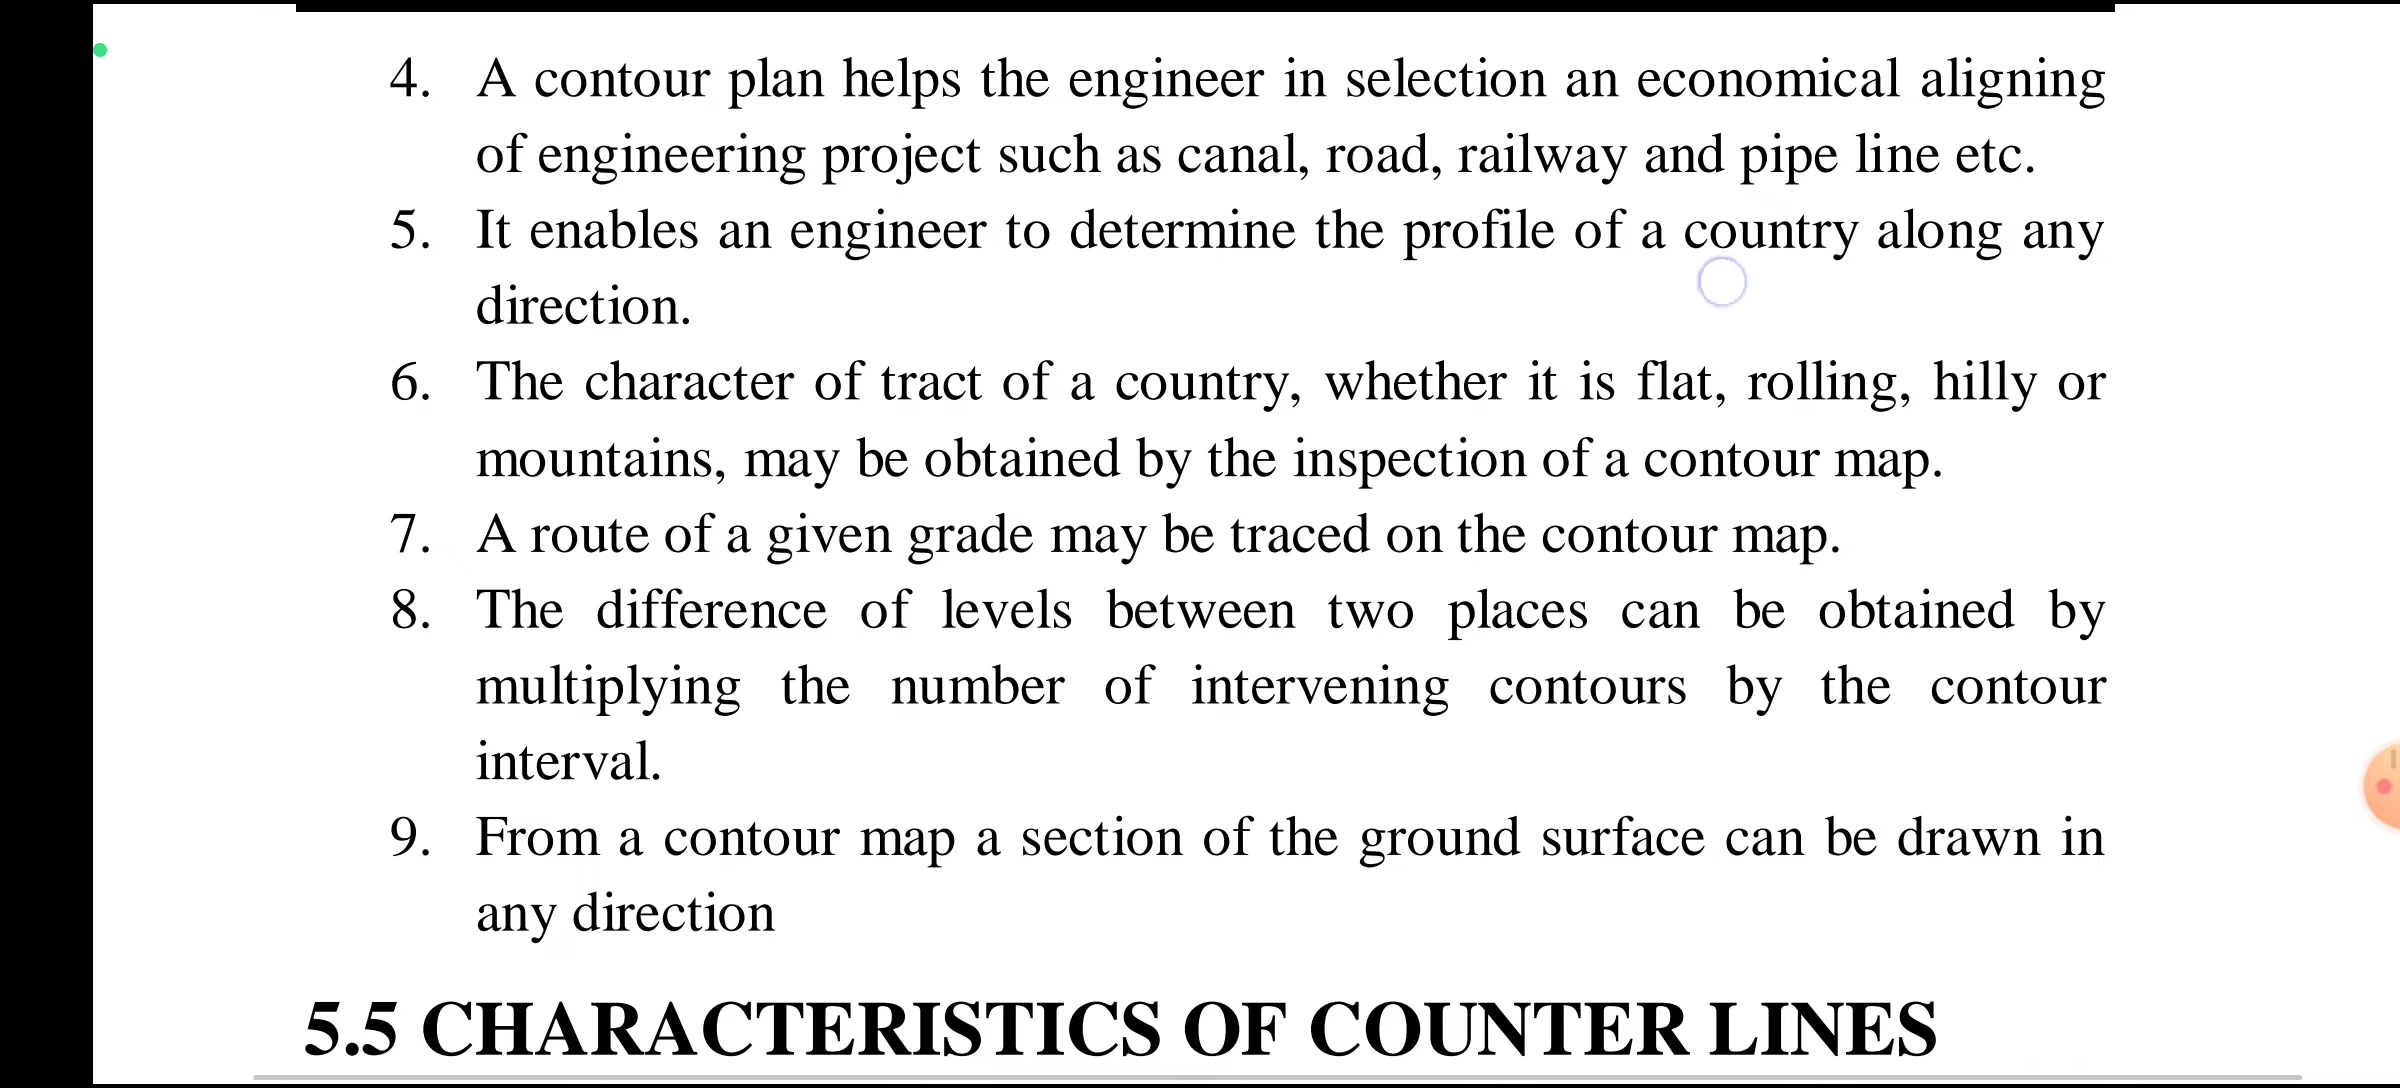 4. A contour plan helps the engineer in selection an economical aligning
of engineering project such as canal, road, railway and pipe line etc.
5. It enables an engineer to determine the profile of a country along any
direction.
6. The character of tract of a country, whether it is flat, rolling, hilly or
mountains, may be obtained by the inspection of a contour map.
7. A route of a given grade may be traced on the contour map.
8. The difference of levels between two places can be obtained by
multiplying the number of intervening contours by the contour
interval.
9. From a contour map a section of the ground surface can be drawn in
any direction
5.5 CHARACTERISTICS OF COUNTER LINES